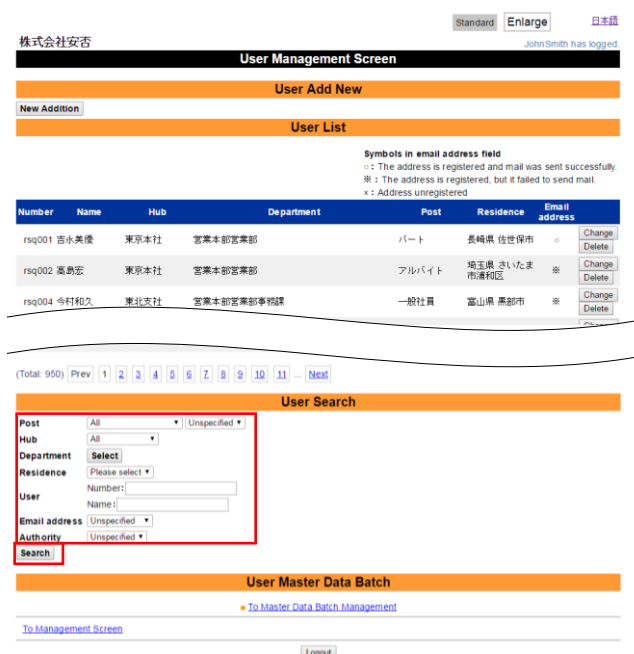 Standard Enlarge 日本語
株式会社安否
JohnSmith has logged.
User Management Screen
User Add New
New Addition
User List
Symbols in email address field
○ : The address is registered and mail was sent successfully.
※ : The address is registered, but it failed to send mail.
× : Address unregistered
Number Name Hub Department Post Residence Email address
rsq001 吉永美優 東京本社 営業本部営業部 パート 長崎県 佐世保市 ○ Change Delete
rsq002 高島宏 東京本社 営業本部営業部 アルバイト 埼玉県 さいたま市浦和区 ※ Change Delete
rsq004 今村和久 東北支社 営業本部営業部事務課 一般社員 富山県 黒部市 ※ Change Delete
(Total: 950) Prev 1 2 3 4 5 6 7 8 9 10 11 ... Next
User Search
Post All Unspecified
Hub All
Department Select
Residence Please select
User Number:
Name:
Email address Unspecified
Authority Unspecified
Search
User Master Data Batch
To Master Data Batch Management
To Management Screen
Logout